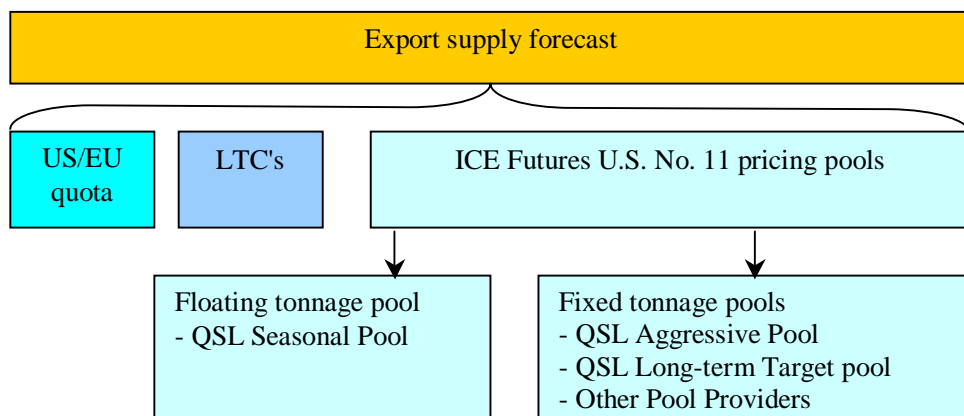 Export supply forecast
US/EU
quota
LTC's
ICE Futures U.S. No. 11 pricing pools
Floating tonnage pool
- QSL Seasonal Pool
Fixed tonnage pools
- QSL Aggressive Pool
- QSL Long-term Target pool
- Other Pool Providers